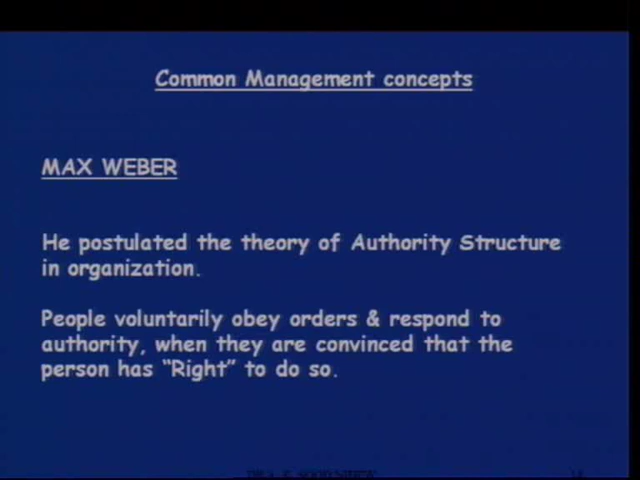 Common Management concepts
MAX WEBER
He postulated the theory of Authority Structure
in organization.
People voluntarily obey orders & respond to
authority, when they are convinced that the
person has “Right” to do so.